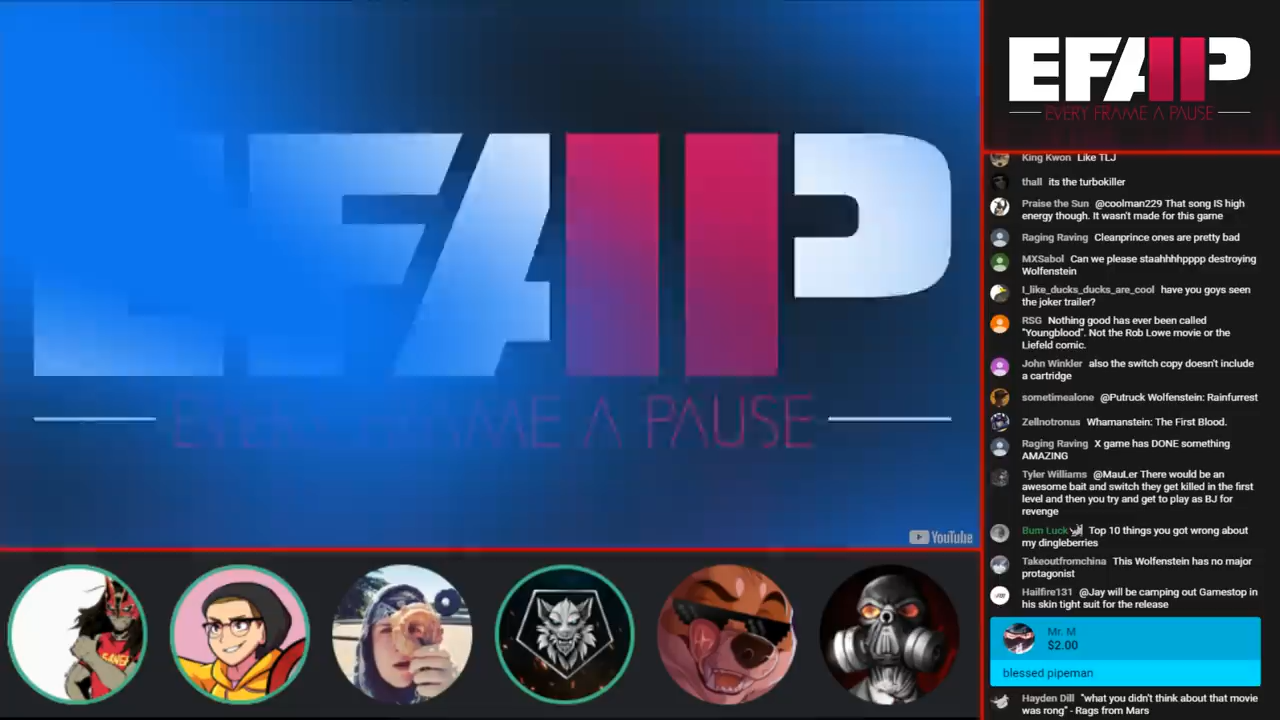 EFAP
EVERY FRAME A PAUSE
YouTube
EFAP
EVERY FRAME A PAUSE
King Kwon Like TLJ
thall its the turbokiller
Praise the Sun @coolman229 That song IS high
energy though. It wasn't made for this game
Raging Raving Cleanprince ones are pretty bad
MXSabol Can we please staahhhhpppp destroying
Wolfenstein
I_like_ducks_ducks_are_cool have you goys seen
the joker trailer?
RSG Nothing good has ever been called
"Youngblood". Not the Rob Lowe movie or the
Liefeld comic.
John Winkler also the switch copy doesn't include
a cartridge
sometimealone @Putruck Wolfenstein: Rainfurrest
Zellnotronus Whamanstein: The First Blood.
Raging Raving X game has DONE something
AMAZING
Tyler Williams @MauLer There would be an
awesome bait and switch they get killed in the first
level and then you try and get to play as BJ for
revenge
Bum Luck Top 10 things you got wrong about
my dingleberries
Takeoutfromchina This Wolfenstein has no major
protagonist
Hailfire131 @Jay will be camping out Gamestop in
his skin tight suit for the release
Mr. M
$2.00
blessed pipeman
Hayden Dill "what you didn't think about that movie
was rong" - Rags from Mars